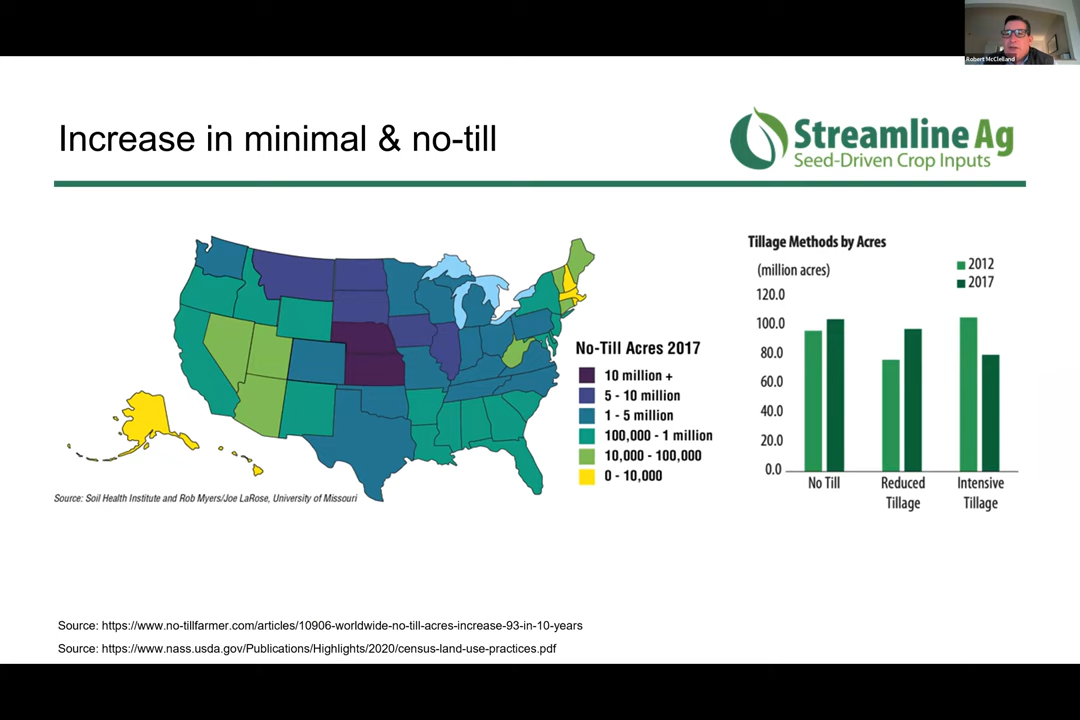 Robert McClelland
Increase in minimal & no-till
Streamline Ag
Seed-Driven Crop Inputs
No-Till Acres 2017
10 million +
5 - 10 million
1 - 5 million
100,000 - 1 million
10,000 - 100,000
0 - 10,000
Source: Soil Health Institute and Rob Myers/Joe LaRose, University of Missouri
Tillage Methods by Acres
(million acres)
2012
2017
120.0
100.0
80.0
60.0
40.0
20.0
0.0
No Till
Reduced
Tillage
Intensive
Tillage
Source: https://www.no-tillfarmer.com/articles/10906-worldwide-no-till-acres-increase-93-in-10-years
Source: https://www.nass.usda.gov/Publications/Highlights/2020/census-land-use-practices.pdf